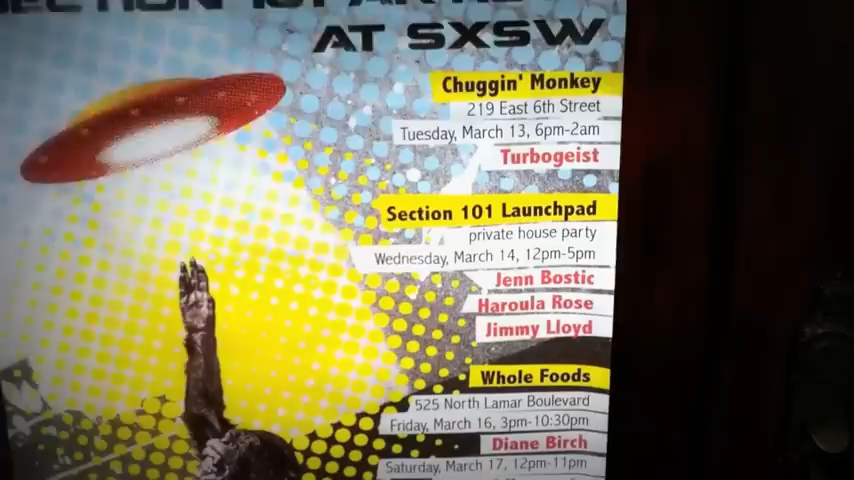 AT SXSW
Chuggin' Monkey
219 East 6th Street
Tuesday, March 13, 6pm-2am
Turbogeist
Section 101 Launchpad
private house party
Wednesday, March 14, 12pm-5pm
Jenn Bostic
Haroula Rose
Jimmy Lloyd
Whole Foods
525 North Lamar Boulevard
Friday, March 16, 3pm-10:30pm
Diane Birch
Saturday, March 17, 12pm-11pm